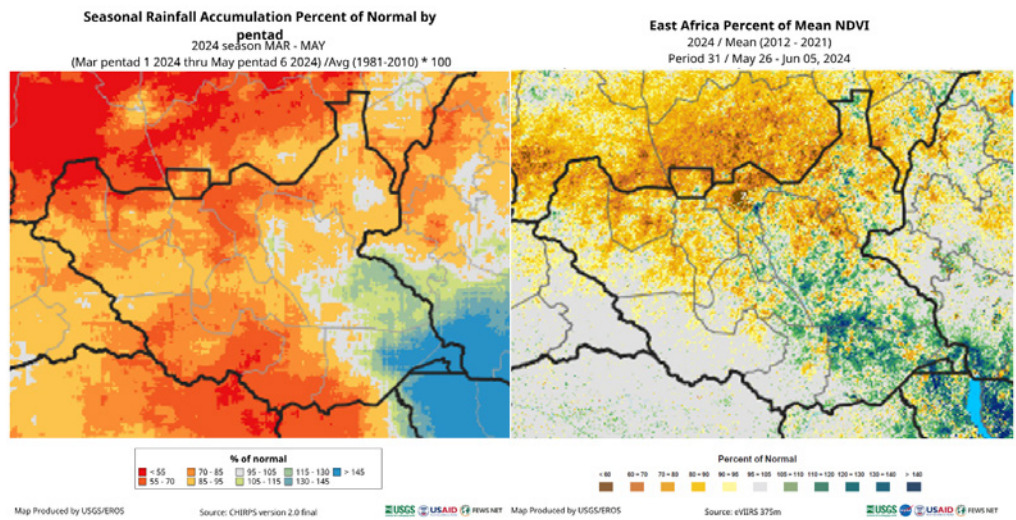 Seasonal Rainfall Accumulation Percent of Normal by
pentad
2024 season MAR - MAY
(Mar pentad 1 2024 thru May pentad 6 2024) /Avg (1981-2010) * 100
% of normal
< 55 70 - 85 95 - 105 115 - 130 > 145
55 - 70 85 - 95 105 - 115 130 - 145
Map Produced by USGS/EROS Source: CHIRPS version 2.0 final USGS USAID FEWS NET
East Africa Percent of Mean NDVI
2024 / Mean (2012 - 2021)
Period 31 / May 26 - Jun 05, 2024
Percent of Normal
< 60 60 - 70 70 - 80 80 - 90 90 - 95 95 - 105 105 - 110 110 - 120 120 - 130 130 - 140 > 140
Map Produced by USGS/EROS Source: eVIIRS 375m USGS NASA USAID FEWS NET